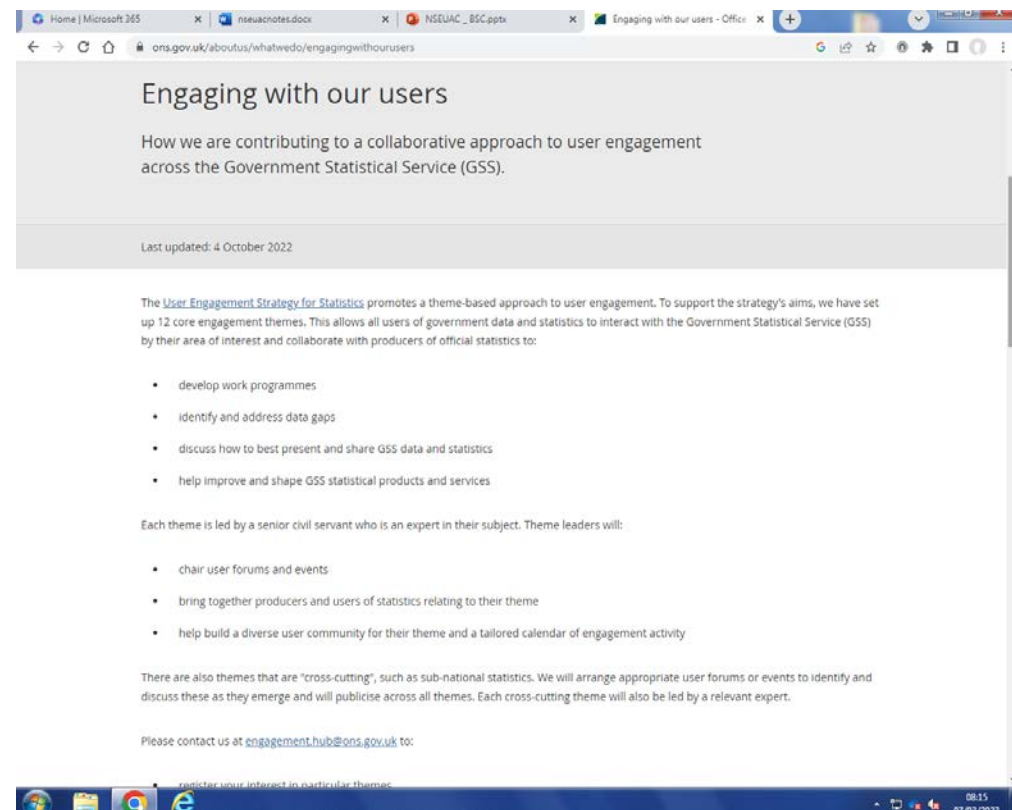 Home | Microsoft 365
nseuacnotes.docx
NSEUAC _ BSC.pptx
Engaging with our users - Office
ons.gov.uk/aboutus/whatwedo/engagingwithourusers
Engaging with our users
How we are contributing to a collaborative approach to user engagement
across the Government Statistical Service (GSS).
Last updated: 4 October 2022
The User Engagement Strategy for Statistics promotes a theme-based approach to user engagement. To support the strategy's aims, we have set
up 12 core engagement themes. This allows all users of government data and statistics to interact with the Government Statistical Service (GSS)
by their area of interest and collaborate with producers of official statistics to:
• develop work programmes
• identify and address data gaps
• discuss how to best present and share GSS data and statistics
• help improve and shape GSS statistical products and services
Each theme is led by a senior civil servant who is an expert in their subject. Theme leaders will:
• chair user forums and events
• bring together producers and users of statistics relating to their theme
• help build a diverse user community for their theme and a tailored calendar of engagement activity
There are also themes that are "cross-cutting", such as sub-national statistics. We will arrange appropriate user forums or events to identify and
discuss these as they emerge and will publicise across all themes. Each cross-cutting theme will also be led by a relevant expert.
Please contact us at engagement.hub@ons.gov.uk to:
• register your interest in particular themes
08:15